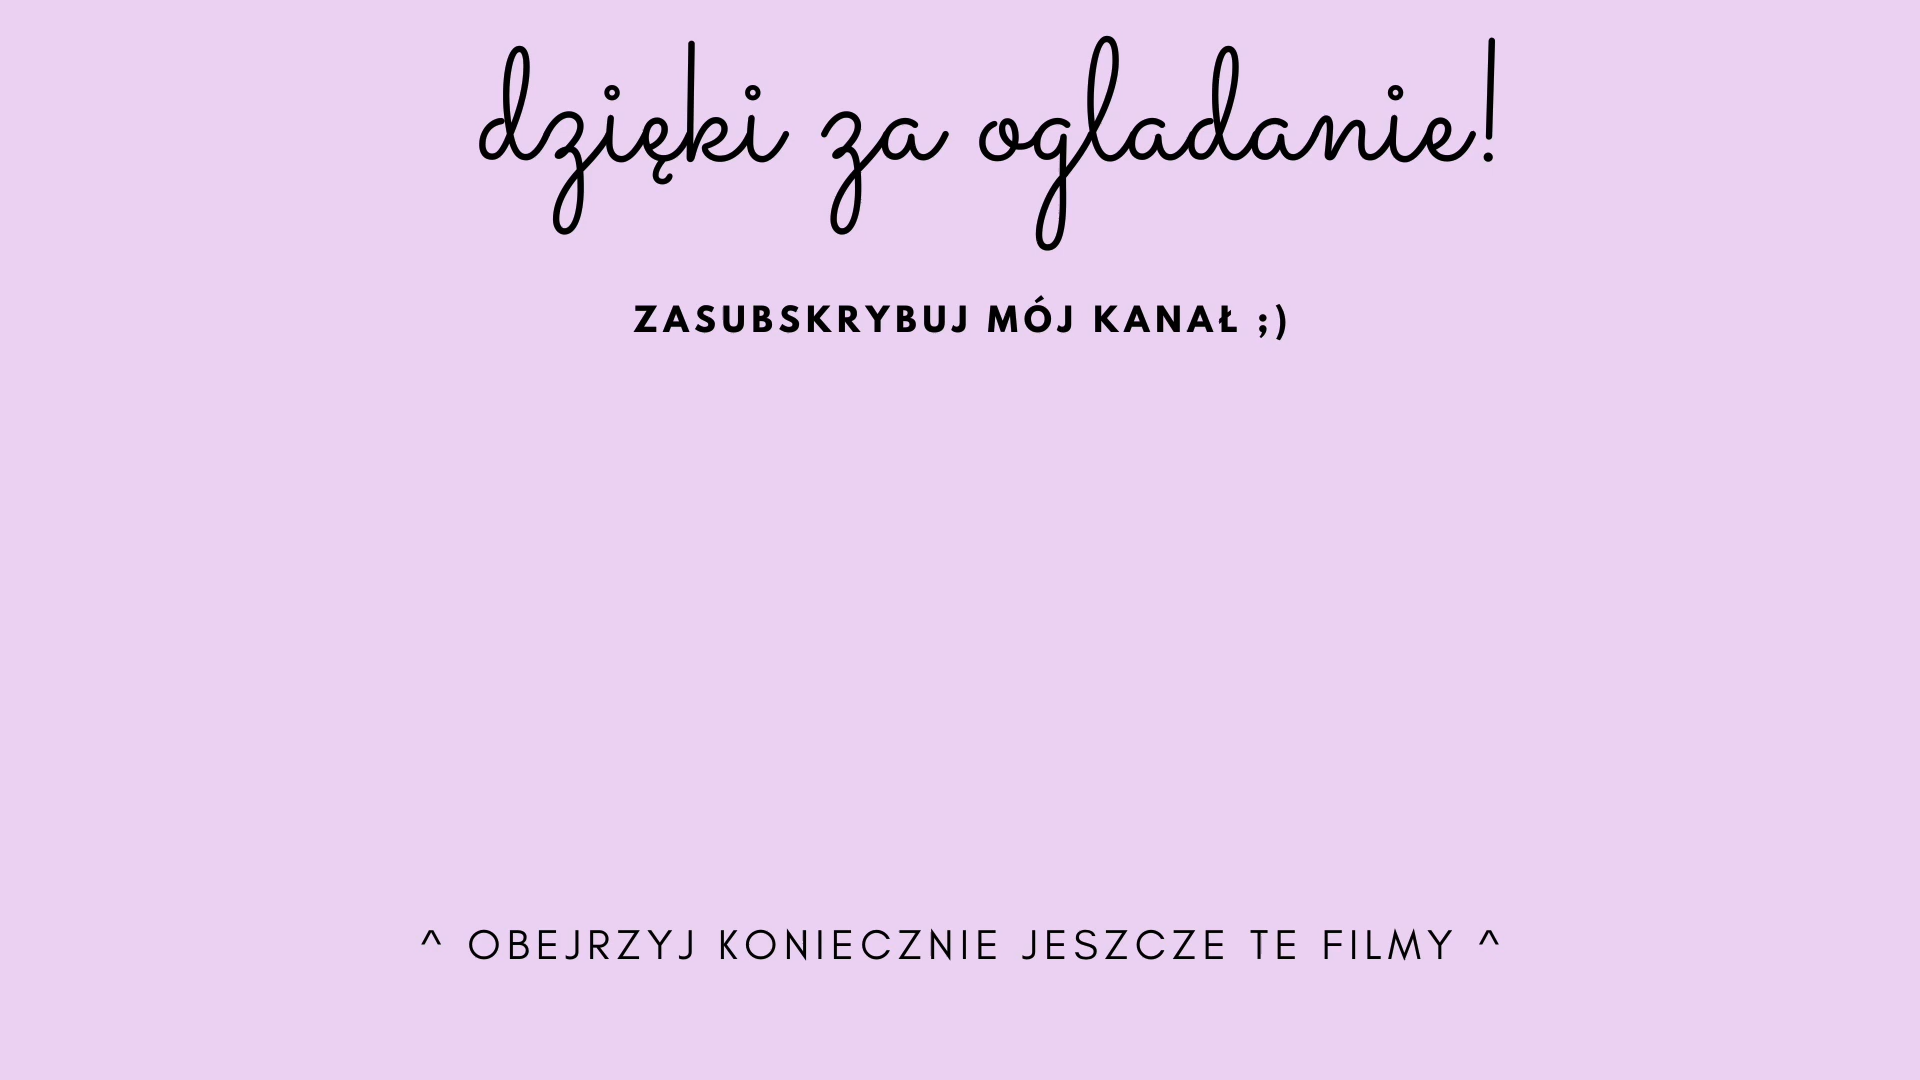 dzięki za ogladanie!
ZASUBSKRYBUJ MÓJ KANAŁ ;)
^ OBEJRZYJ KONIECZNIE JESZCZE TE FILMY ^